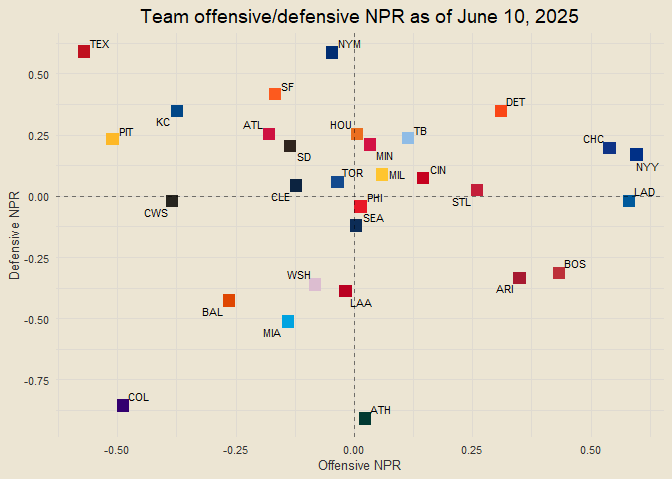 Team offensive/defensive NPR as of June 10, 2025
TEX
NYM
SF
DET
KC
ATL
HOU
TB
PIT
SD
MIN
CHC
NYY
TOR
MIL
CIN
CLE
PHI
STL
LAD
CWS
SEA
WSH
BOS
ARI
BAL
LAA
MIA
COL
ATH
0.50
0.25
0.00
-0.25
-0.50
-0.75
Defensive NPR
-0.50
-0.25
0.00
0.25
0.50
Offensive NPR